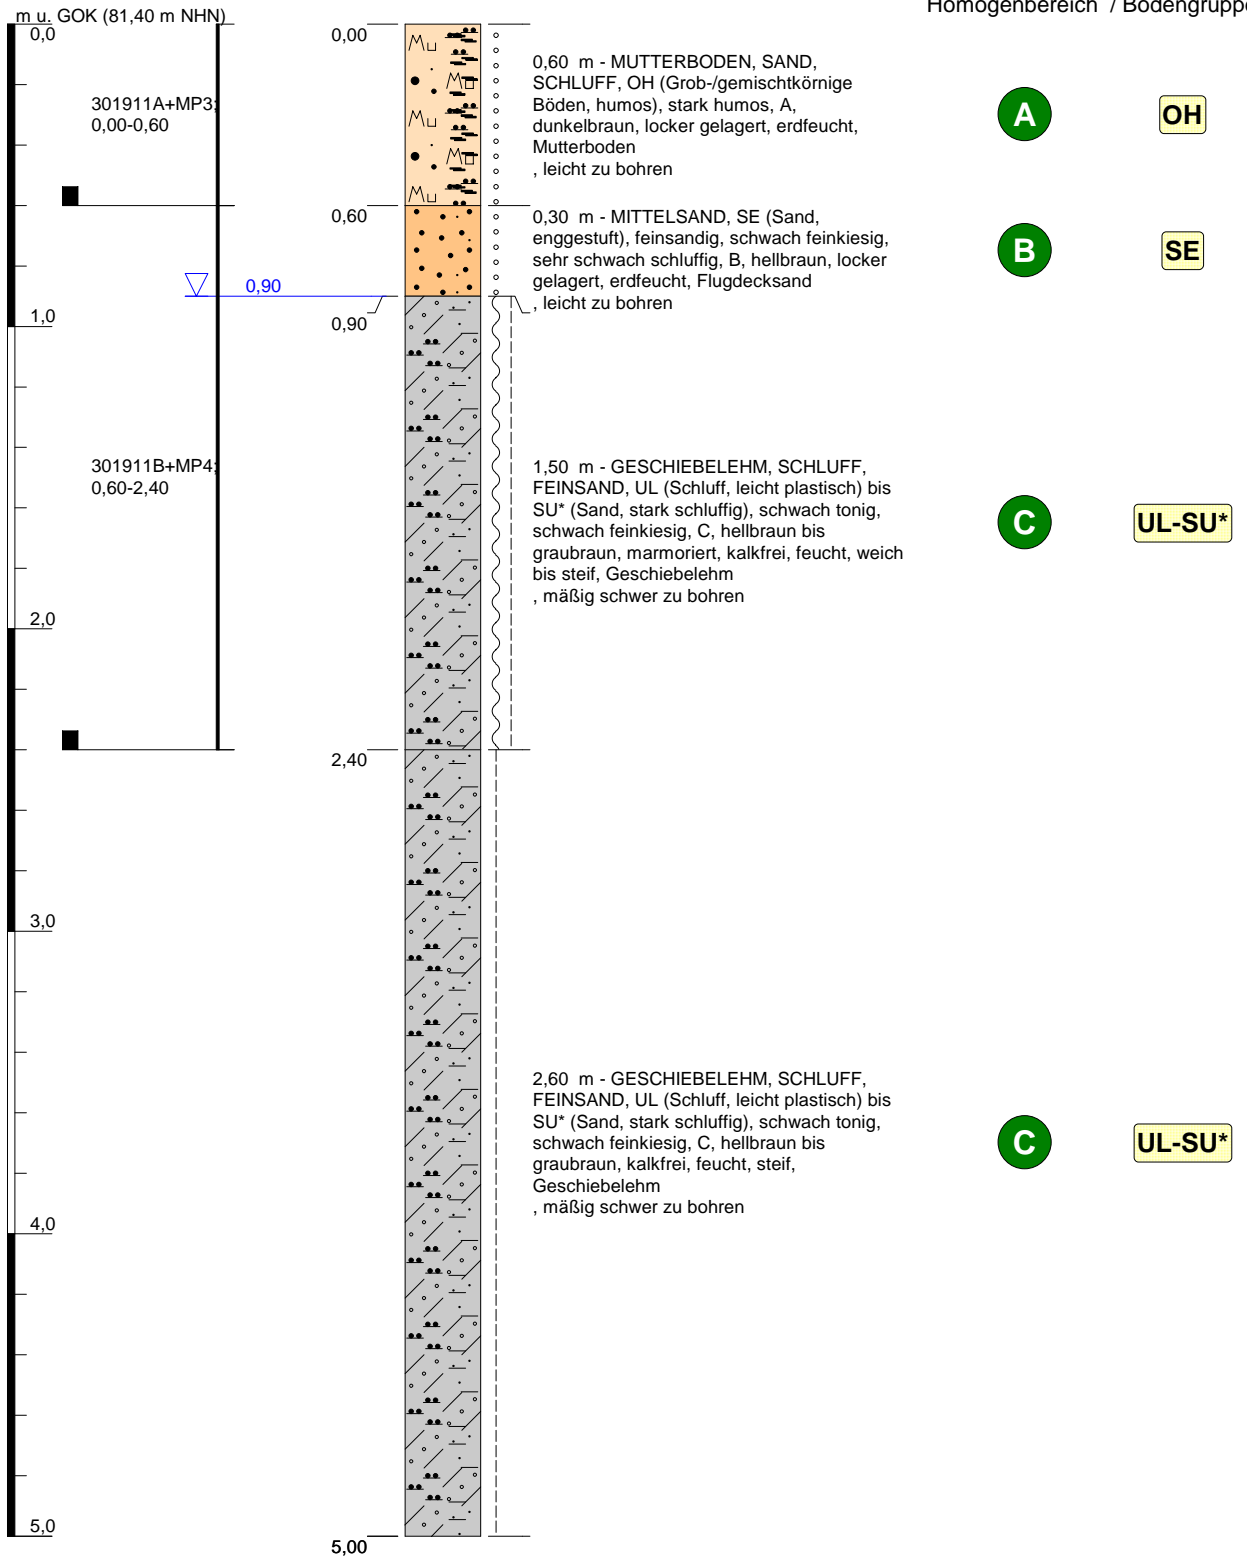 m u. GOK (81,40 m NHN)
Homogenbereich / Bodengruppe
0,0
0,00
301911A+MP3;
0,00-0,60
0,60 m - MUTTERBODEN, SAND,
SCHLUFF, OH (Grob-/gemischtkörnige
Böden, humos), stark humos, A,
dunkelbraun, locker gelagert, erdfeucht,
Mutterboden
, leicht zu bohren
A
OH
0,60
0,30 m - MITTELSAND, SE (Sand,
enggestuft), feinsandig, schwach feinkiesig,
sehr schwach schluffig, B, hellbraun, locker
gelagert, erdfeucht, Flugdecksand
, leicht zu bohren
B
SE
0,90
0,90
1,0
301911B+MP4;
0,60-2,40
1,50 m - GESCHIEBELEHM, SCHLUFF,
FEINSAND, UL (Schluff, leicht plastisch) bis
SU* (Sand, stark schluffig), schwach tonig,
schwach feinkiesig, C, hellbraun bis
graubraun, marmoriert, kalkfrei, feucht, weich
bis steif, Geschiebelehm
, mäßig schwer zu bohren
C
UL-SU*
2,0
2,40
3,0
2,60 m - GESCHIEBELEHM, SCHLUFF,
FEINSAND, UL (Schluff, leicht plastisch) bis
SU* (Sand, stark schluffig), schwach tonig,
schwach feinkiesig, C, hellbraun bis
graubraun, kalkfrei, feucht, steif,
Geschiebelehm
, mäßig schwer zu bohren
C
UL-SU*
4,0
5,0
5,00